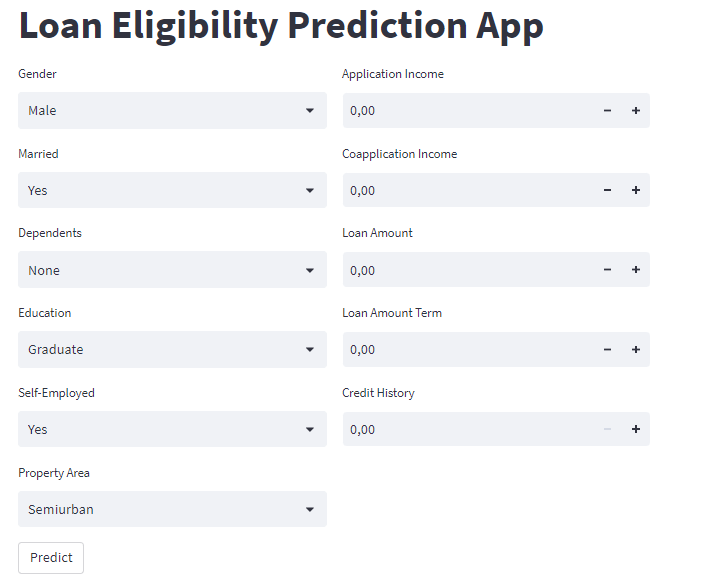 Loan Eligibility Prediction App
Gender
Male
Married
Yes
Dependents
None
Education
Graduate
Self-Employed
Yes
Property Area
Semiurban
Predict
Application Income
0,00
Coapplication Income
0,00
Loan Amount
0,00
Loan Amount Term
0,00
Credit History
0,00